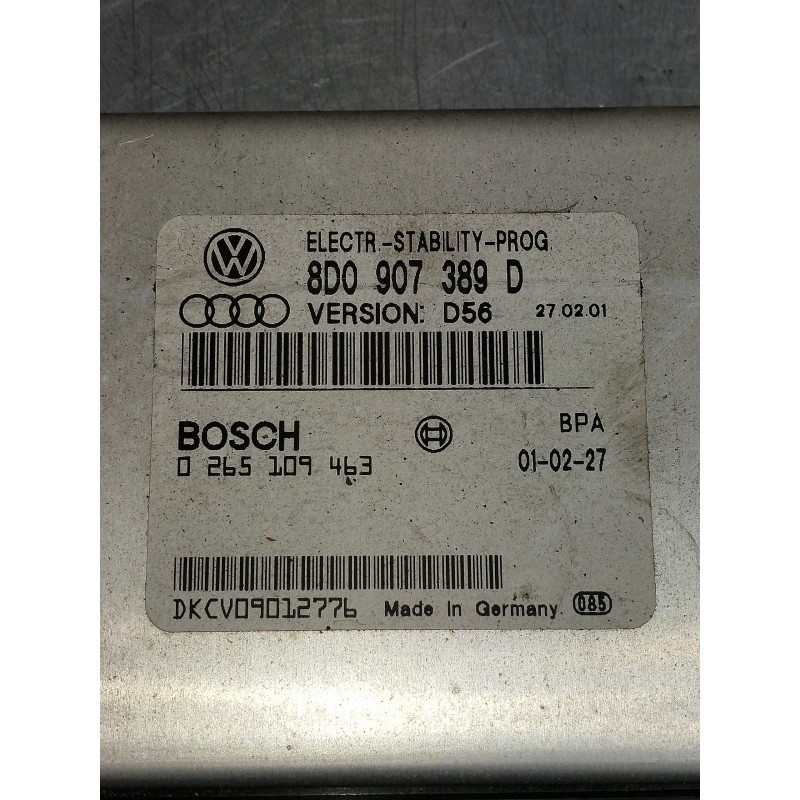 ELECTR.-STABILITY-PROG
8D0 907 389 D
VERSION: D56 27.02.01
BOSCH BPA
0 265 109 463 01-02-27
DKCV09012776 Made in Germany 085